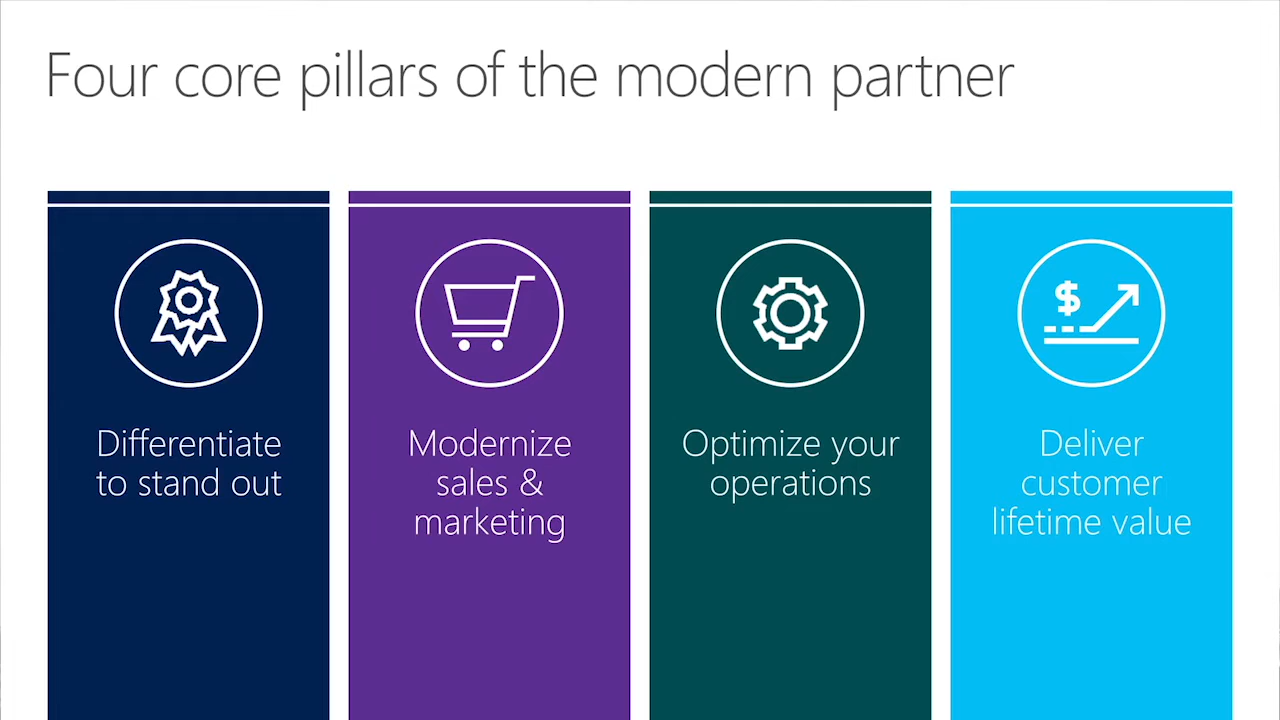 Four core pillars of the modern partner
$
Differentiate
to stand out
Modernize
sales &
marketing
Optimize your
operations
Deliver
customer
lifetime value